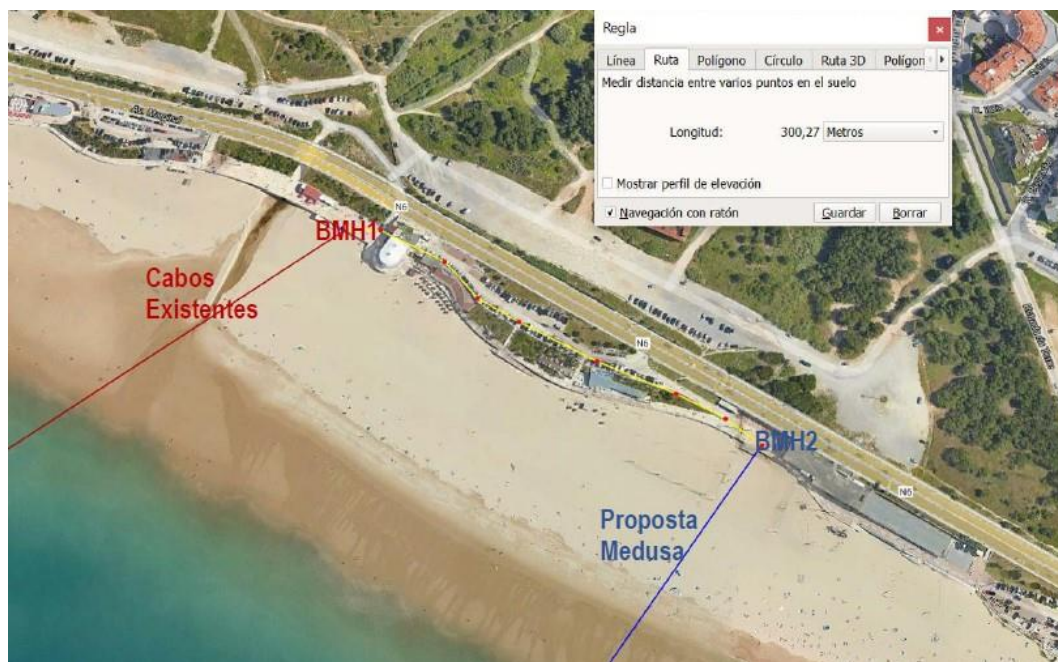 Regla
Línea Ruta Polígono Círculo Ruta 3D Polígon
Medir distancia entre varios puntos en el suelo
Longitud: 300,27 Metros
Mostrar perfil de elevación
Navegación con ratón Guardar Borrar
Av. Marginal
N6
BMH1
Cabos
Existentes
N6
BMH2
N6
Proposta
Medusa